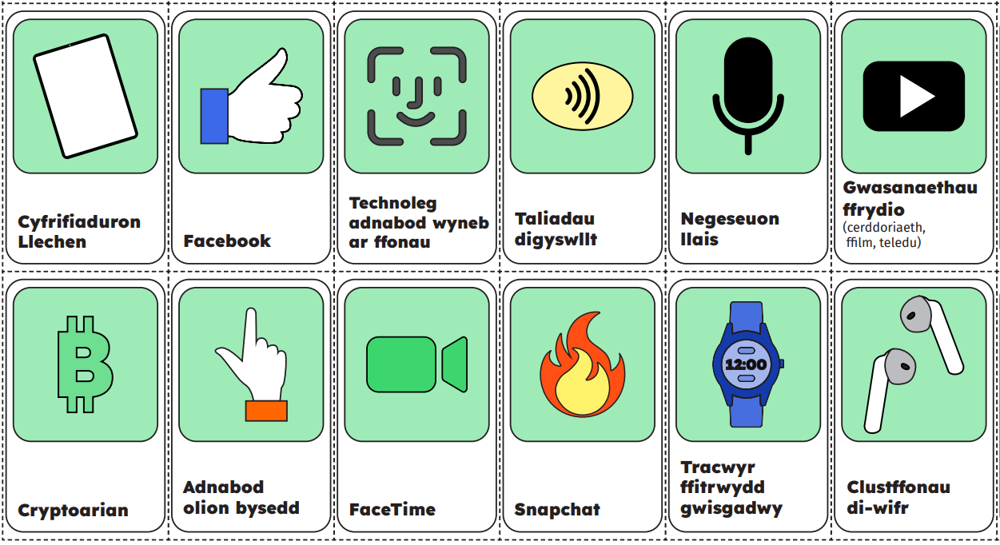 Cyfrifiaduron
Llechen
Facebook
Technoleg
adnabod wyneb
ar ffonau
Taliadau
digyswllt
Negeseuon
llais
Gwasanaethau
ffrydio
(cerddoriaeth,
ffilm, teledu)
Cryptoarian
Adnabod
olion bysedd
FaceTime
Snapchat
12:00
Tracwyr
ffitrwydd
gwisgadwy
Clustffonau
di-wifr